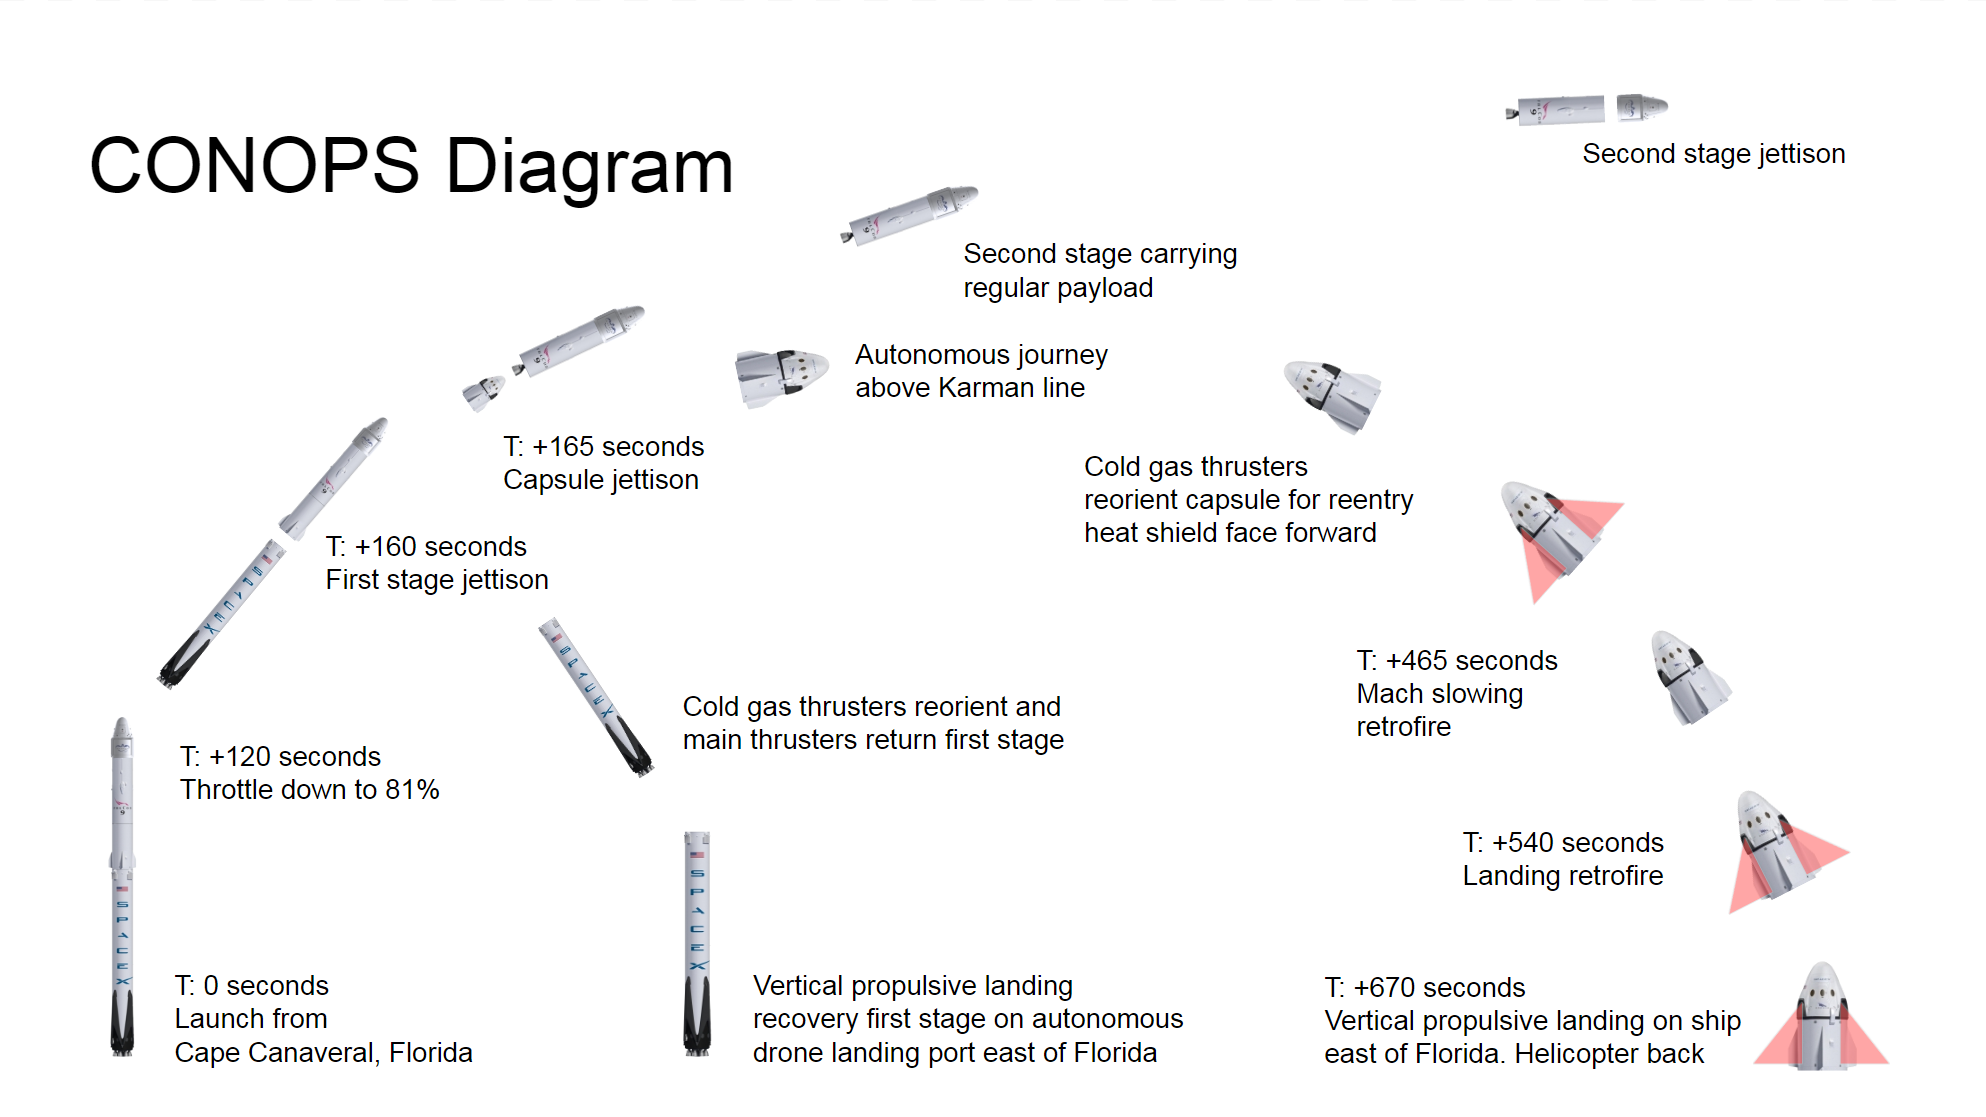 CONOPS Diagram
Second stage jettison
Second stage carrying
regular payload
Autonomous journey
above Karman line
T: +165 seconds
Capsule jettison
Cold gas thrusters
reorient capsule for reentry
heat shield face forward
T: +160 seconds
First stage jettison
T: +465 seconds
Mach slowing
retrofire
Cold gas thrusters reorient and
main thrusters return first stage
T: +120 seconds
Throttle down to 81%
T: +540 seconds
Landing retrofire
T: 0 seconds
Launch from
Cape Canaveral, Florida
Vertical propulsive landing
recovery first stage on autonomous
drone landing port east of Florida
T: +670 seconds
Vertical propulsive landing on ship
east of Florida. Helicopter back
SPACEX
SPACEX
SPACEX
SPACEX